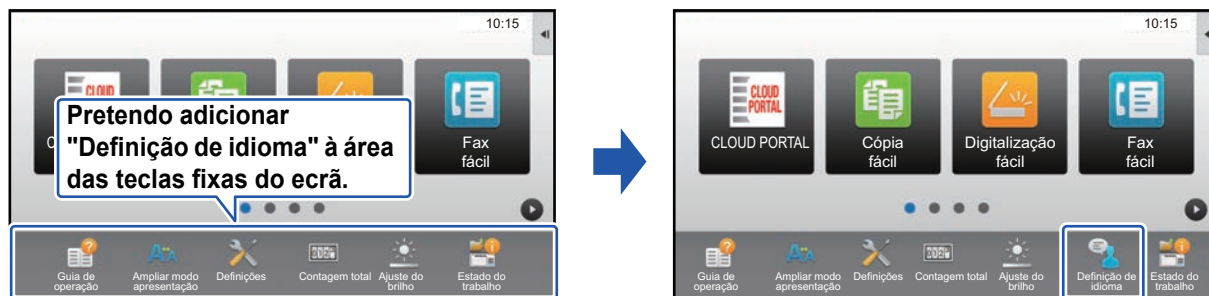 10:15
CLOUD
Pretendo adicionar
"Definição de idioma" à área
das teclas fixas do ecrã.
Fax
fácil
Guia de
operação
Ampliar modo
apresentação
Definições
Contagem total
Ajuste do
brilho
Estado do
trabalho
10:15
CLOUD
PORTAL
CLOUD PORTAL
Cópia
fácil
Digitalização
fácil
Fax
fácil
Guia de
operação
Ampliar modo
apresentação
Definições
Contagem total
Ajuste do
brilho
Definição de
idioma
Estado do
trabalho